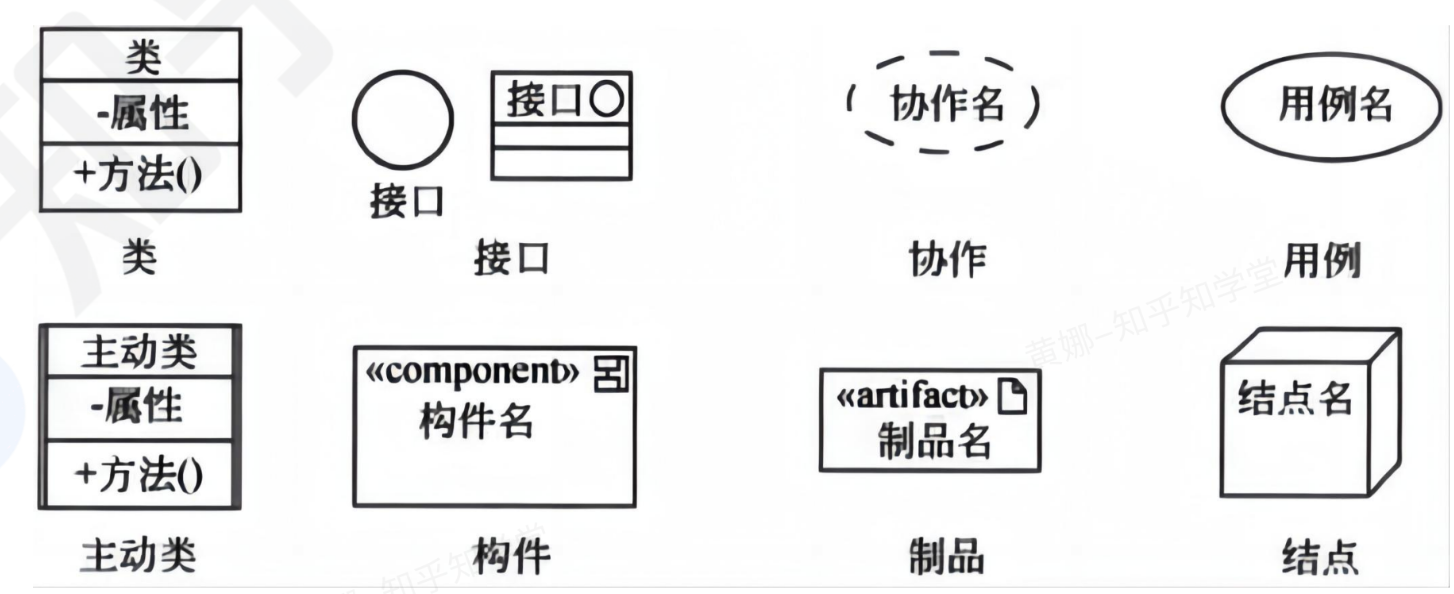 类
-属性
+方法()
类
接口
接口
接口
协作名
协作
用例名
用例
主动类
-属性
+方法()
主动类
«component»
构件名
构件
«artifact»
制品名
制品
结点名
结点
黄娜-知乎知学堂
知乎知学堂